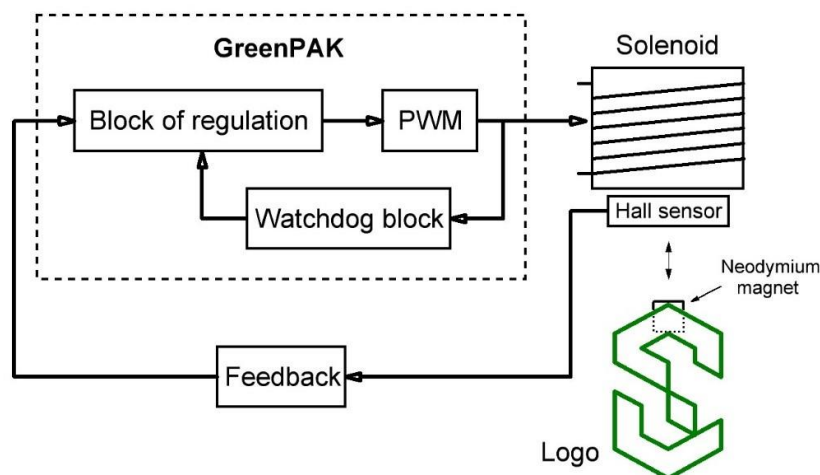 GreenPAK
Solenoid
Block of regulation
PWM
Watchdog block
Hall sensor
Neodymium
magnet
Feedback
Logo